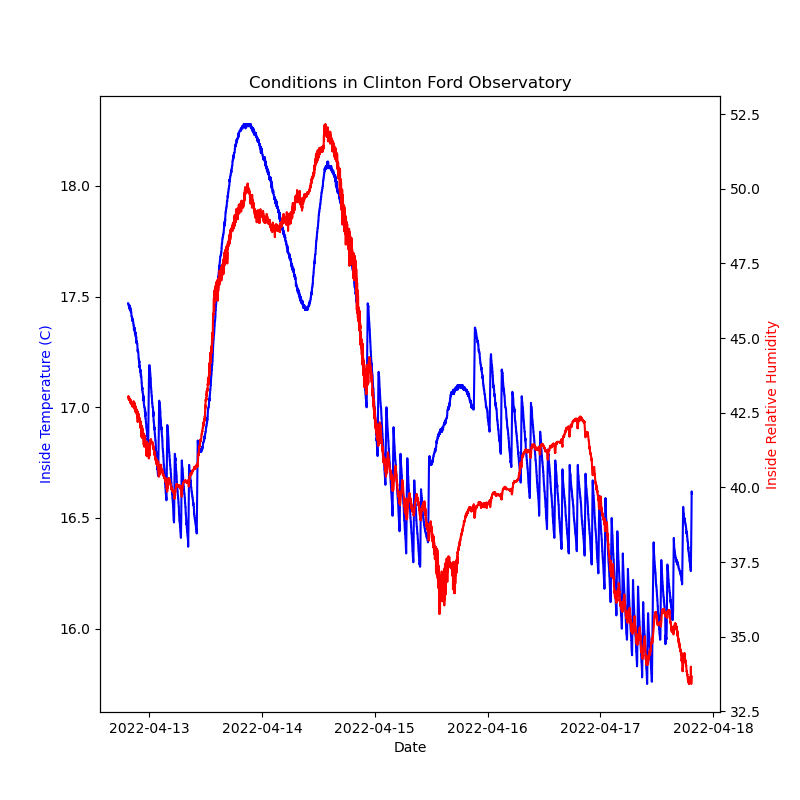 Conditions in Clinton Ford Observatory
Inside Temperature (C)
18.0
17.5
17.0
16.5
16.0
52.5
50.0
47.5
45.0
42.5
40.0
37.5
35.0
32.5
Inside Relative Humidity
2022-04-13 2022-04-14 2022-04-15 2022-04-16 2022-04-17 2022-04-18
Date